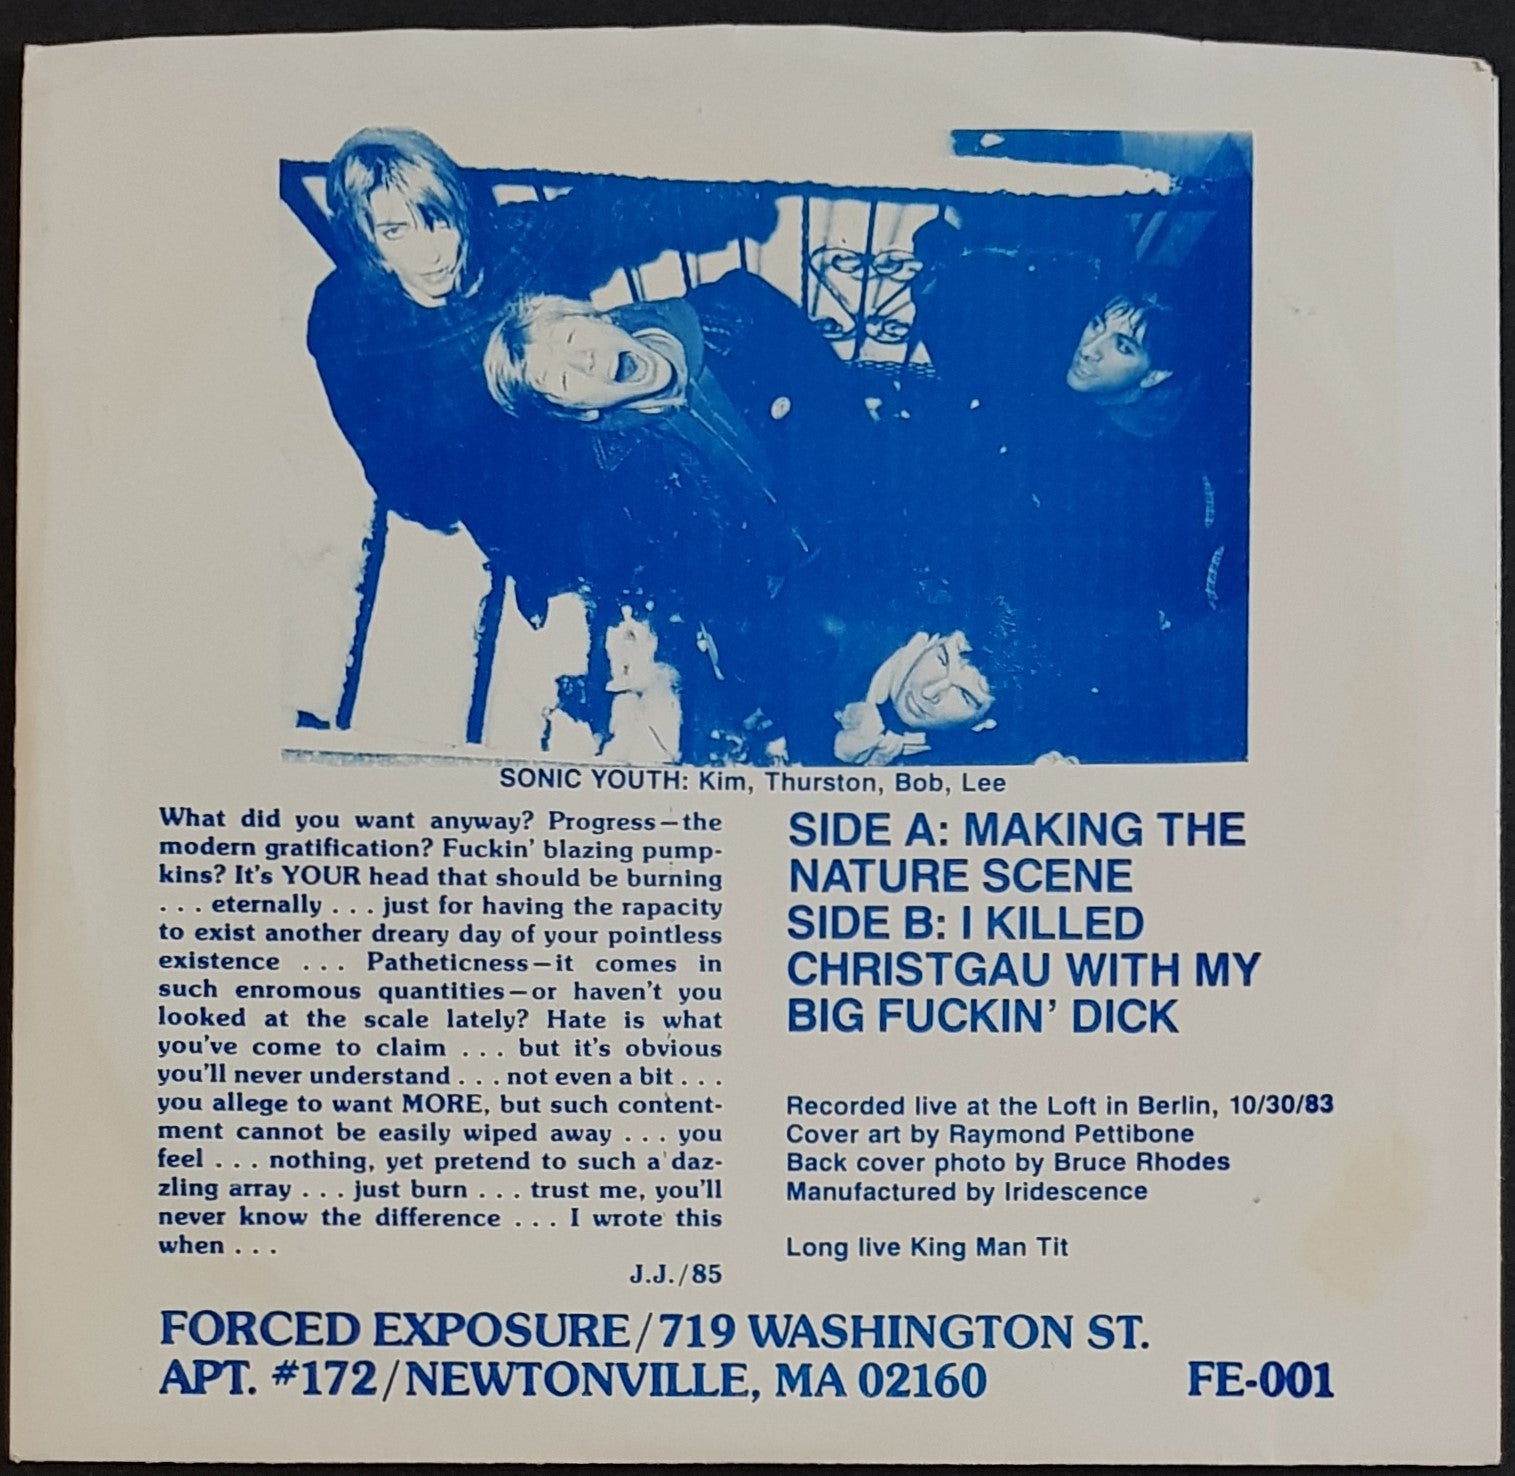 SONIC YOUTH: Kim, Thurston, Bob, Lee
What did you want anyway? Progress—the
modern gratification? Fuckin' blazing pump-
kins? It's YOUR head that should be burning
. . . eternally . . . just for having the rapacity
to exist another dreary day of your pointless
existence . . . Patheticness—it comes in
such enromous quantities—or haven't you
looked at the scale lately? Hate is what
you've come to claim . . . but it's obvious
you'll never understand . . . not even a bit . . .
you allege to want MORE, but such content-
ment cannot be easily wiped away . . . you
feel . . . nothing, yet pretend to such a daz-
zling array . . . just burn . . . trust me, you'll
never know the difference . . . I wrote this
when . . .
J.J./85
SIDE A: MAKING THE
NATURE SCENE
SIDE B: I KILLED
CHRISTGAU WITH MY
BIG FUCKIN' DICK
Recorded live at the Loft in Berlin, 10/30/83
Cover art by Raymond Pettibone
Back cover photo by Bruce Rhodes
Manufactured by Iridescence
Long live King Man Tit
FORCED EXPOSURE/719 WASHINGTON ST.
APT. #172/NEWTONVILLE, MA 02160
FE-001